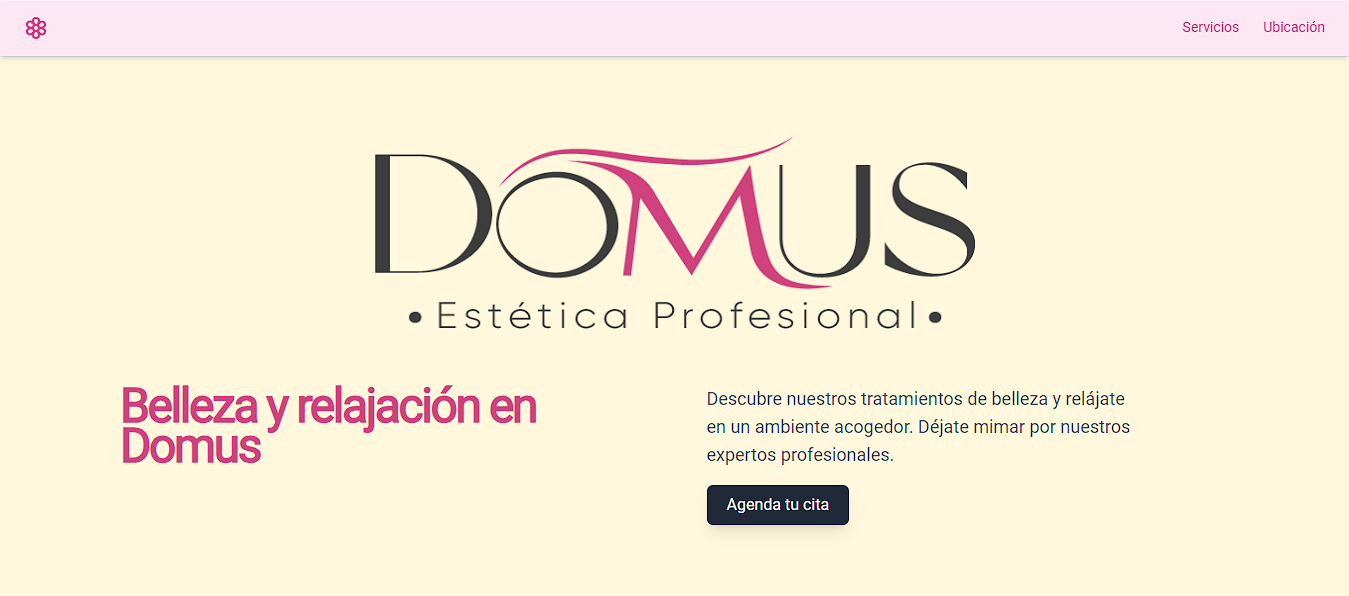 Servicios Ubicación
DOMUS
• Estética Profesional •
Belleza y relajación en
Domus
Descubre nuestros tratamientos de belleza y relájate
en un ambiente acogedor. Déjate mimar por nuestros
expertos profesionales.
Agenda tu cita